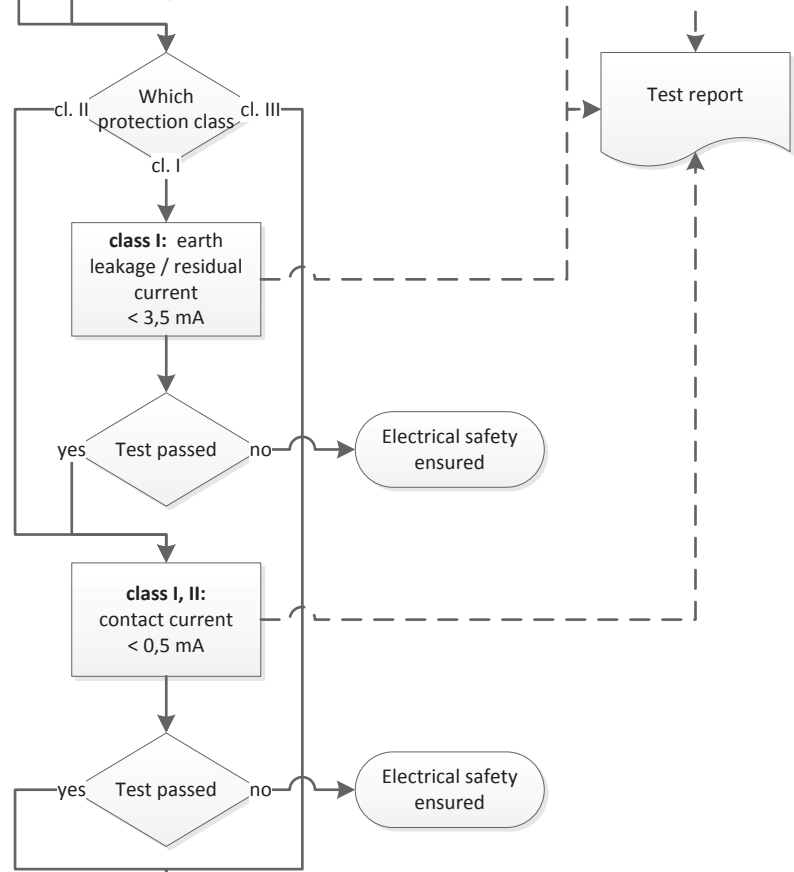 Which
protection class
cl. II
cl. III
cl. I
Test report
class I: earth
leakage / residual
current
< 3,5 mA
yes
Test passed
no
Electrical safety
ensured
class I, II:
contact current
< 0,5 mA
yes
Test passed
no
Electrical safety
ensured